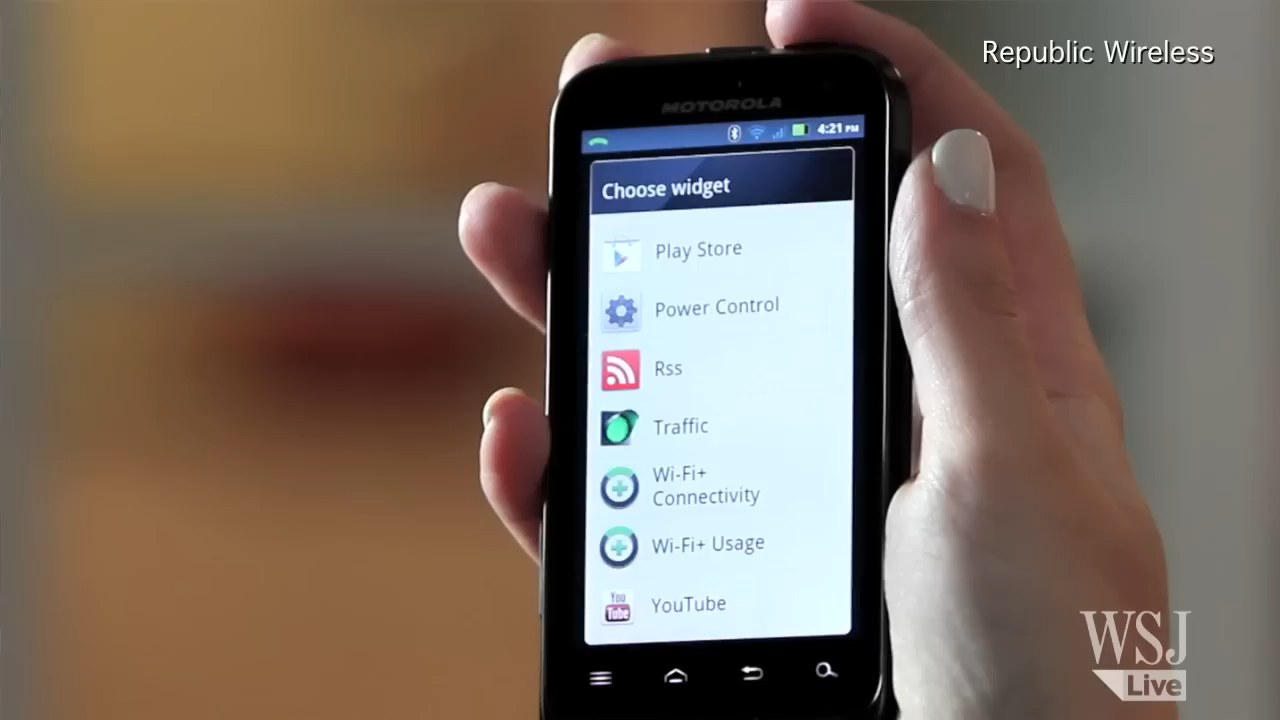 Republic Wireless
MOTOROLA
4:21 PM
Choose widget
Play Store
Power Control
Rss
Traffic
Wi-Fi+
Connectivity
Wi-Fi+ Usage
You
Tube
YouTube
WSJ
Live